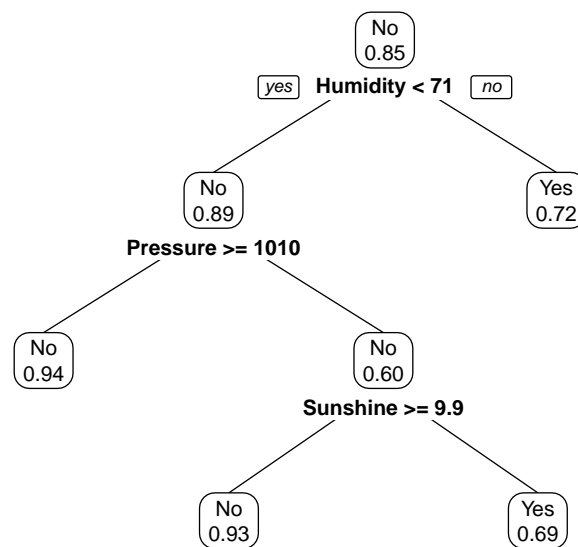 No
0.85
yes Humidity < 71 no
No
0.89
Yes
0.72
Pressure >= 1010
No
0.94
No
0.60
Sunshine >= 9.9
No
0.93
Yes
0.69